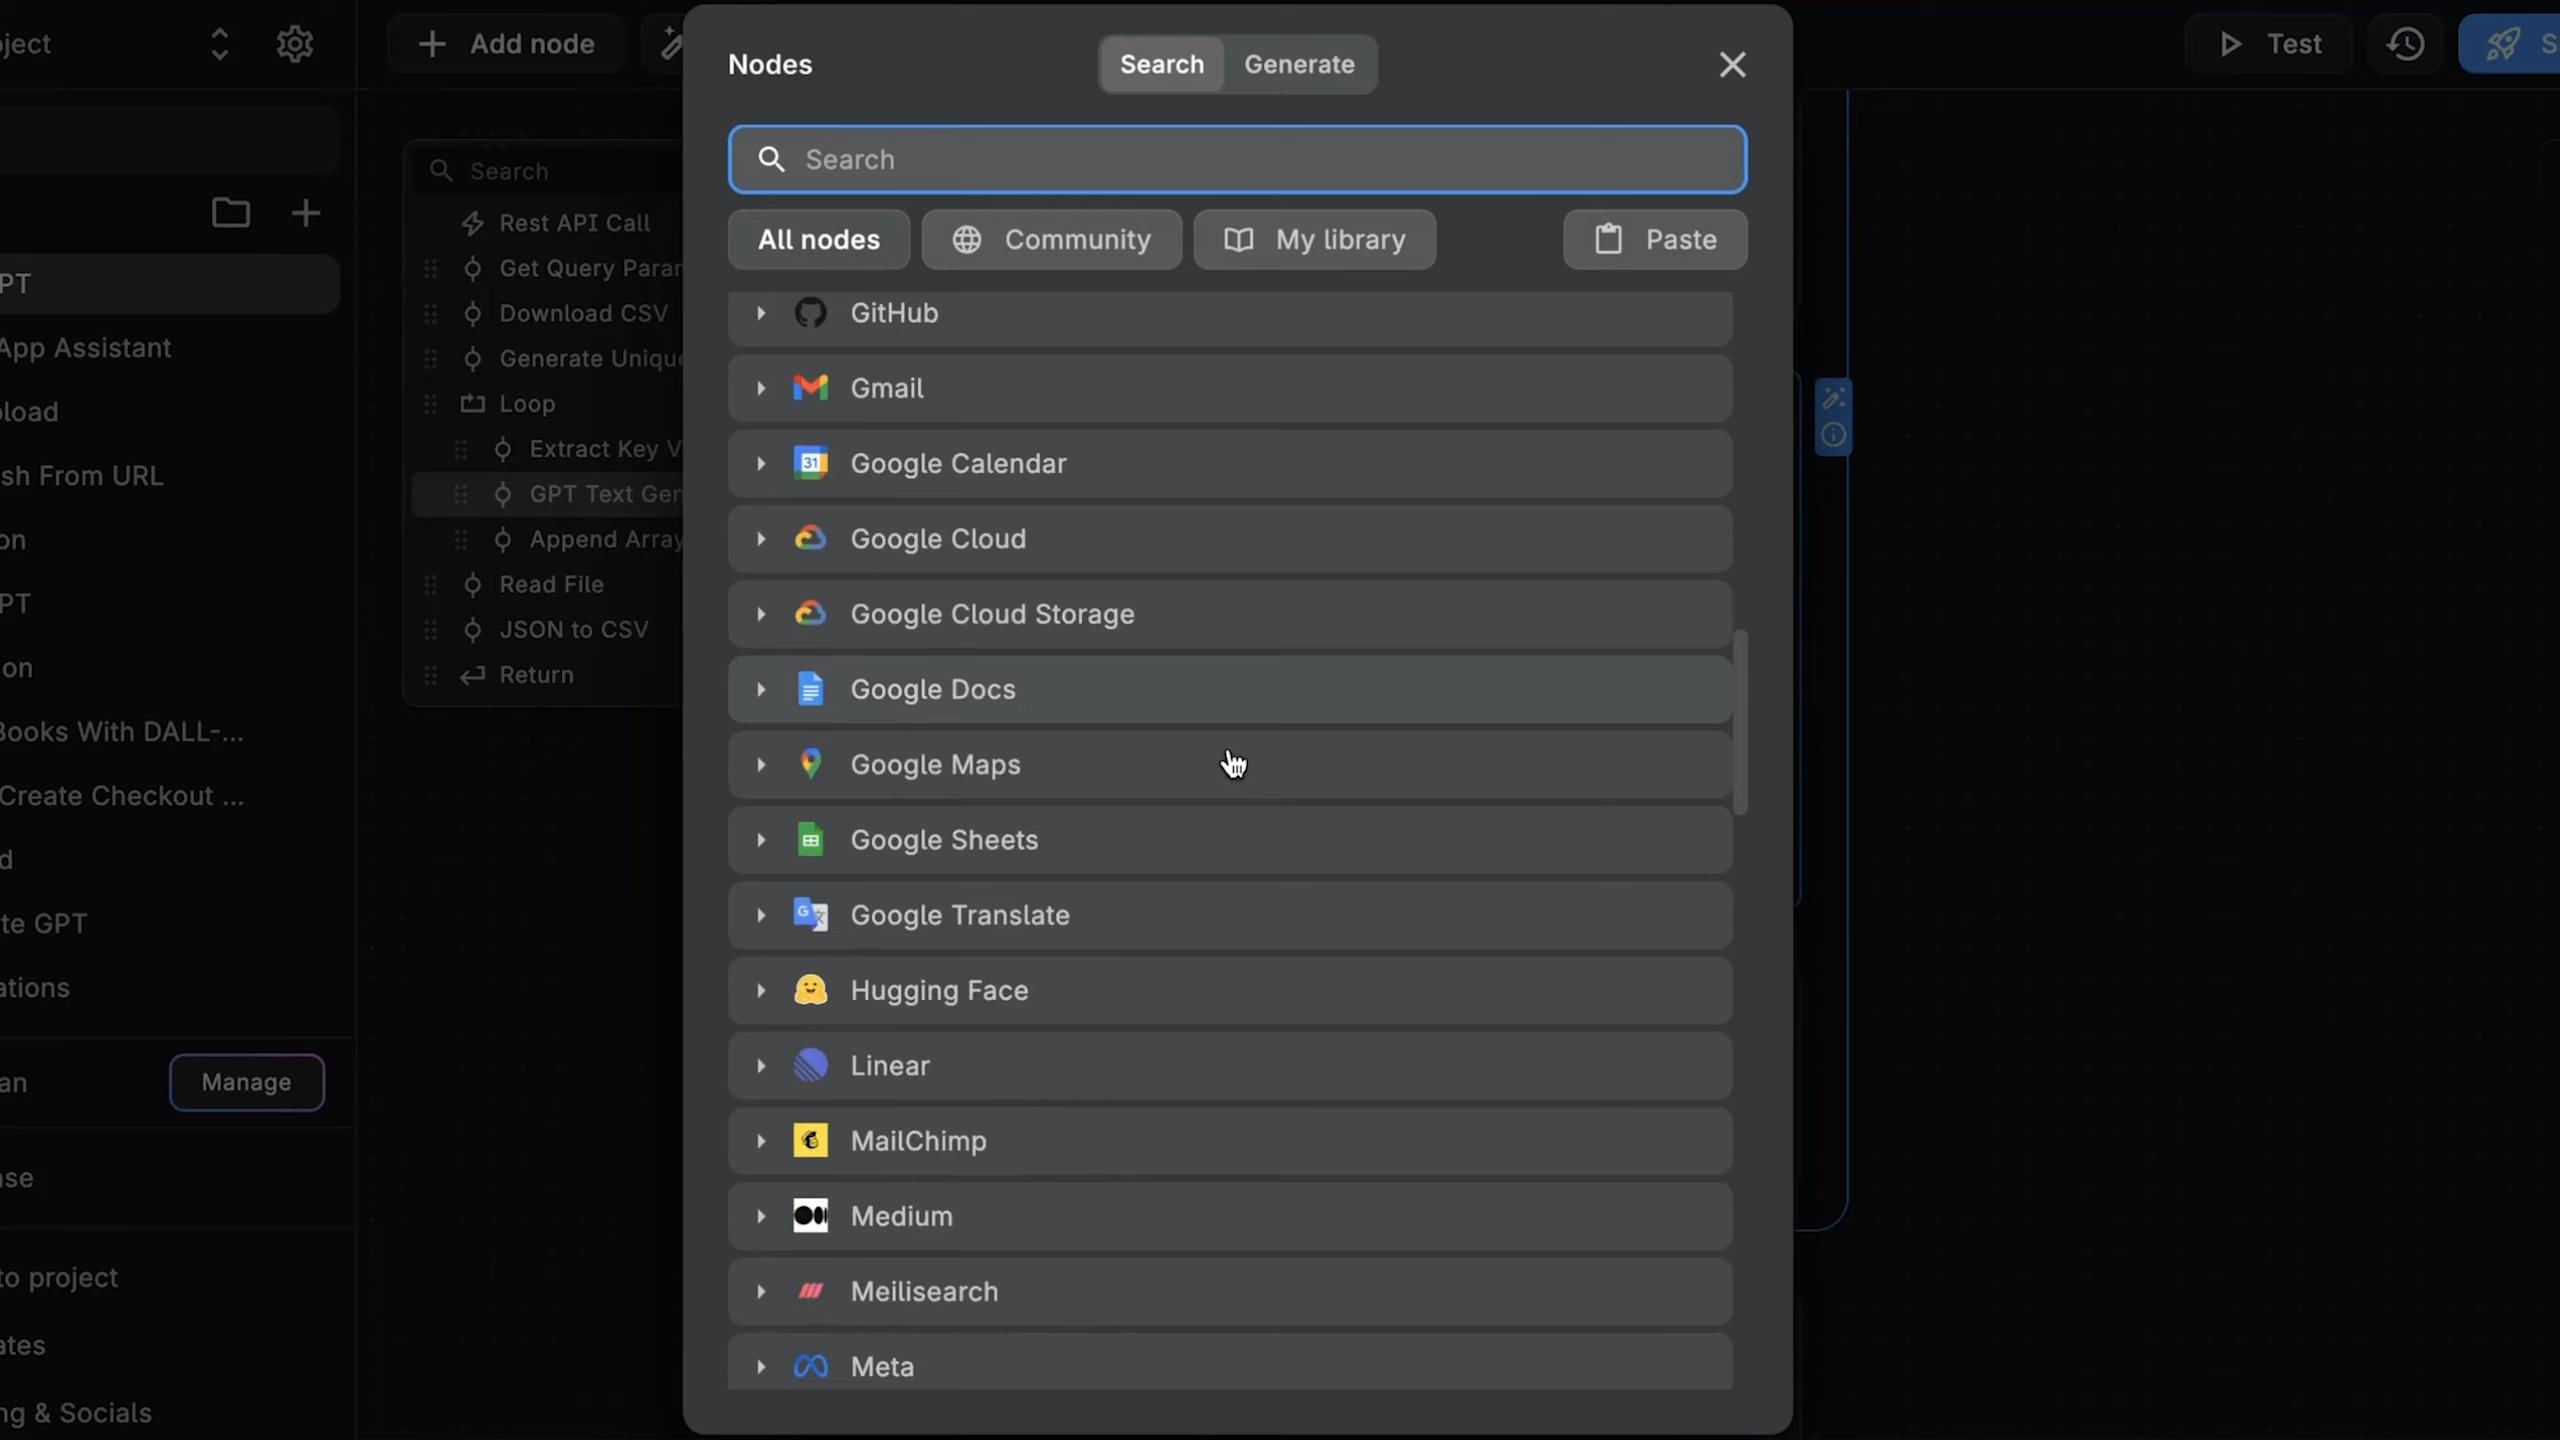 ject
Add node
Test
S
PT
App Assistant
load
sh From URL
on
PT
on
Books With DALL-...
Create Checkout ...
d
te GPT
ations
an
Manage
se
to project
ates
ng & Socials
Search
Rest API Call
Get Query Paran
Download CSV
Generate Unique
Loop
Extract Key V
GPT Text Gen
Append Array
Read File
JSON to CSV
Return
Nodes
Search
Generate
Search
All nodes
Community
My library
Paste
GitHub
Gmail
31
Google Calendar
Google Cloud
Google Cloud Storage
Google Docs
Google Maps
Google Sheets
Google Translate
Hugging Face
Linear
MailChimp
Medium
Meilisearch
Meta